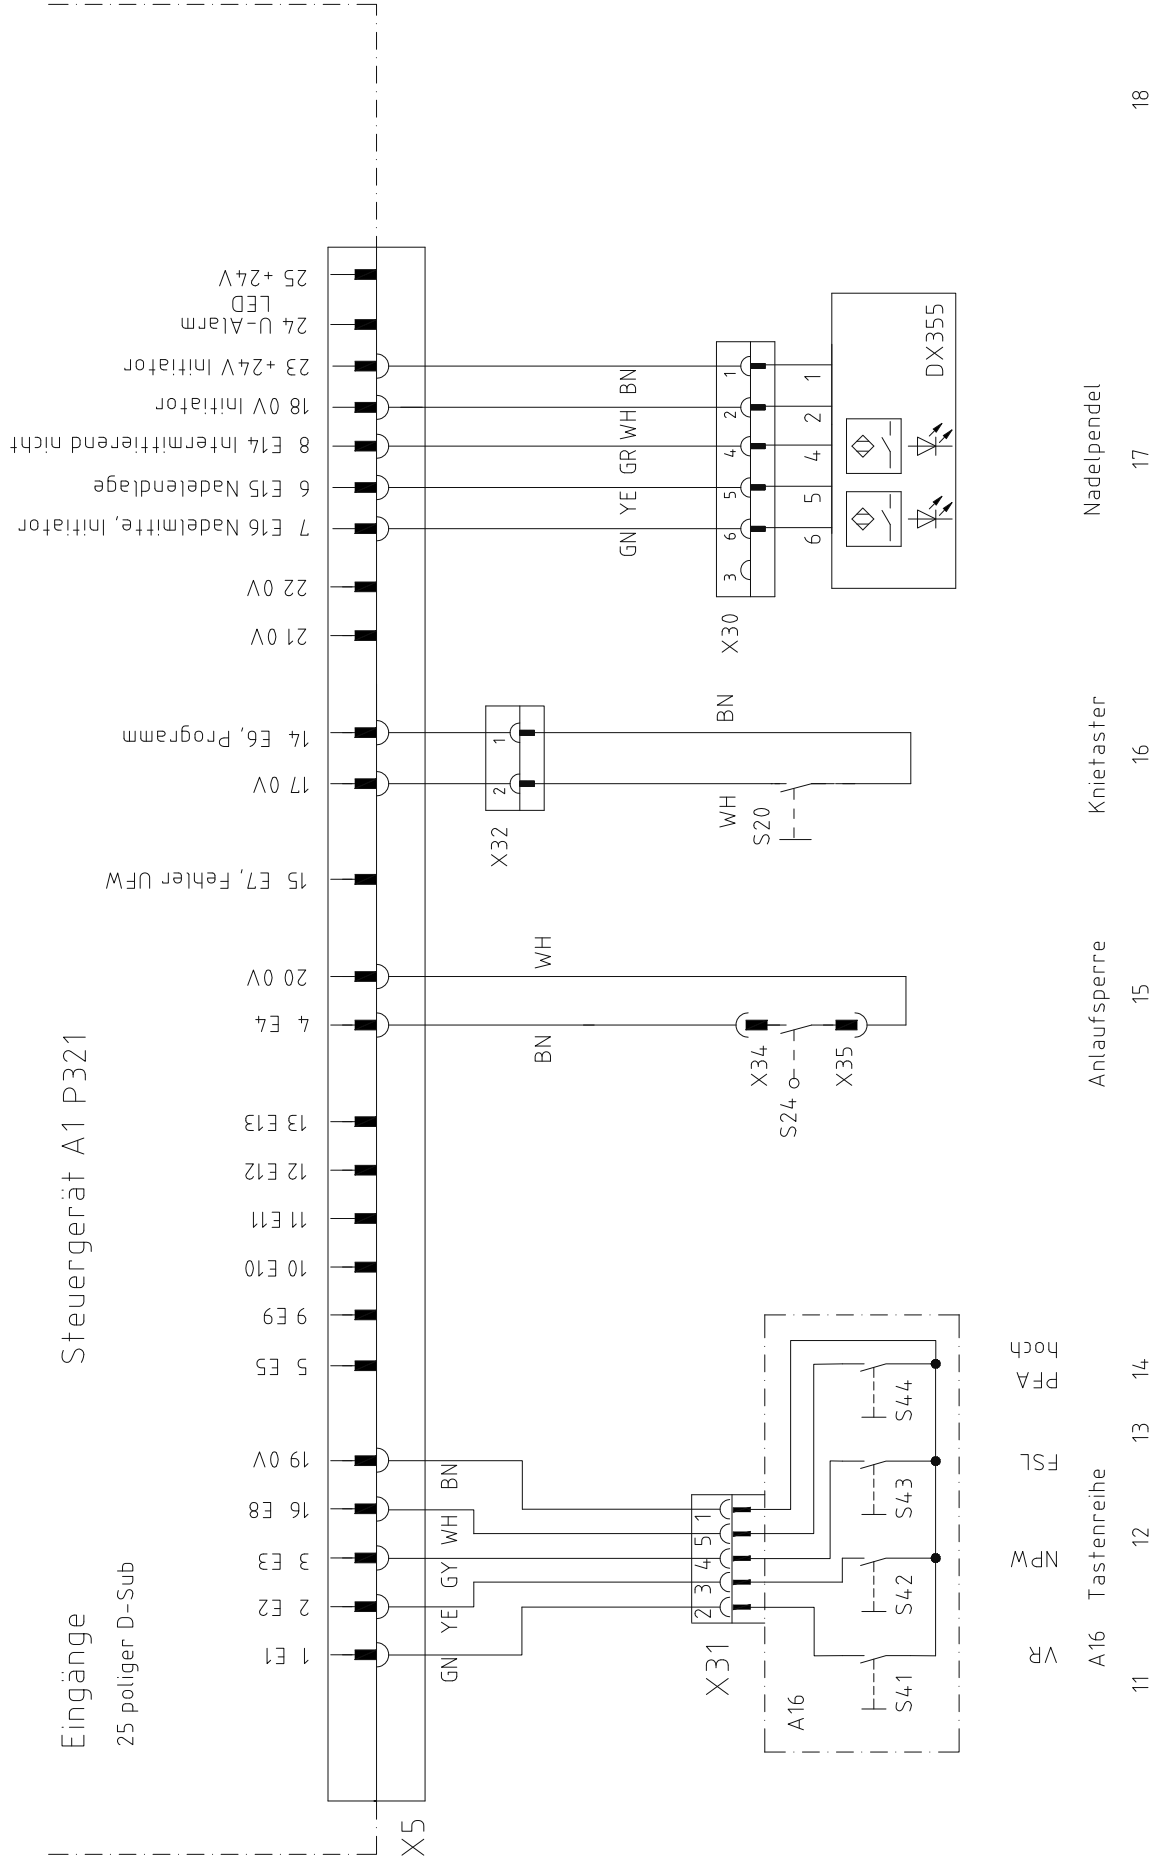 Eingänge
25 poliger D-Sub
Steuergerät A1 P321
1 E1
2 E2
3 E3
16 E8
19 0V
5 E5
9 E9
10 E10
11 E11
12 E12
13 E13
4 E4
20 0V
15 E7, Fehler UFW
17 0V
14 E6, Programm
21 0V
22 0V
7 E16 Nadelmitte, Initiator
6 E15 Nadelendlage
8 E14 Intermittierend nicht
18 0V Initiator
23 +24V Initiator
24 U-Alarm
LED
25 +24V
X5
GN
YE
GY
WH
BN
BN
WH
GN
YE
GR
WH
BN
X32
2
1
X31
2
3
4
5
1
X30
3
6
5
4
2
1
WH
BN
S20
X34
S24
X35
6
5
4
2
1
DX355
A16
S41
S42
S43
S44
VR
NPW
FSL
PFA
hoch
A16 Tastenreihe
Anlaufsperre
Knietaster
Nadelpendel
11
12
13
14
15
16
17
18